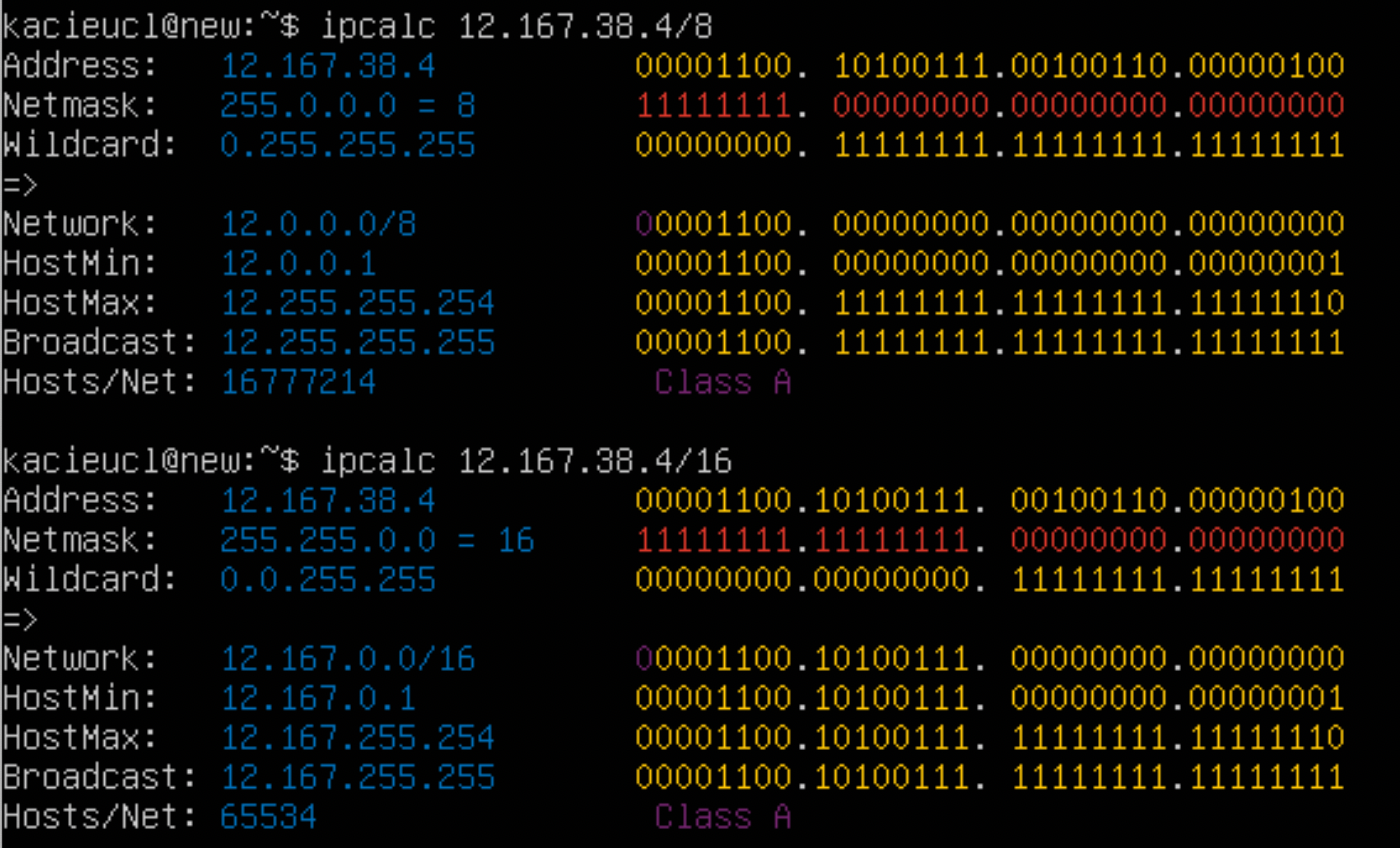 kacieucl@new:~$ ipcalc 12.167.38.4/8
Address:   12.167.38.4          00001100. 10100111.00100110.00000100
Netmask:   255.0.0.0 = 8        11111111. 00000000.00000000.00000000
Wildcard:  0.255.255.255        00000000. 11111111.11111111.11111111
=>
Network:   12.0.0.0/8           00001100. 00000000.00000000.00000000
HostMin:   12.0.0.1             00001100. 00000000.00000000.00000001
HostMax:   12.255.255.254       00001100. 11111111.11111111.11111110
Broadcast: 12.255.255.255       00001100. 11111111.11111111.11111111
Hosts/Net: 16777214              Class A
kacieucl@new:~$ ipcalc 12.167.38.4/16
Address:   12.167.38.4          00001100.10100111. 00100110.00000100
Netmask:   255.255.0.0 = 16     11111111.11111111. 00000000.00000000
Wildcard:  0.0.255.255          00000000.00000000. 11111111.11111111
=>
Network:   12.167.0.0/16        00001100.10100111. 00000000.00000000
HostMin:   12.167.0.1           00001100.10100111. 00000000.00000001
HostMax:   12.167.255.254       00001100.10100111. 11111111.11111110
Broadcast: 12.167.255.255       00001100.10100111. 11111111.11111111
Hosts/Net: 65534                 Class A